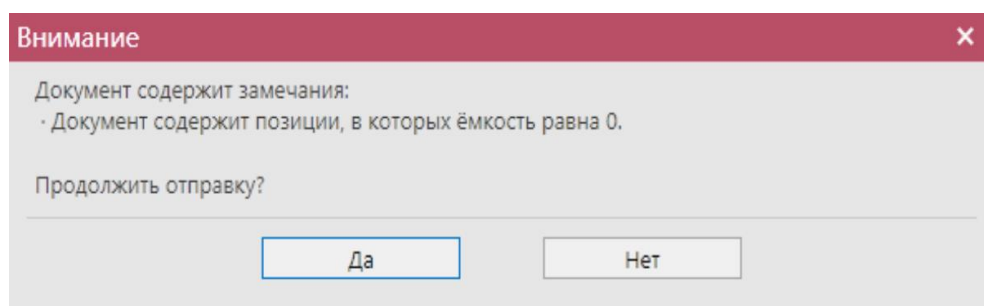 Внимание
Документ содержит замечания:
· Документ содержит позиции, в которых ёмкость равна 0.
Продолжить отправку?
Да Нет